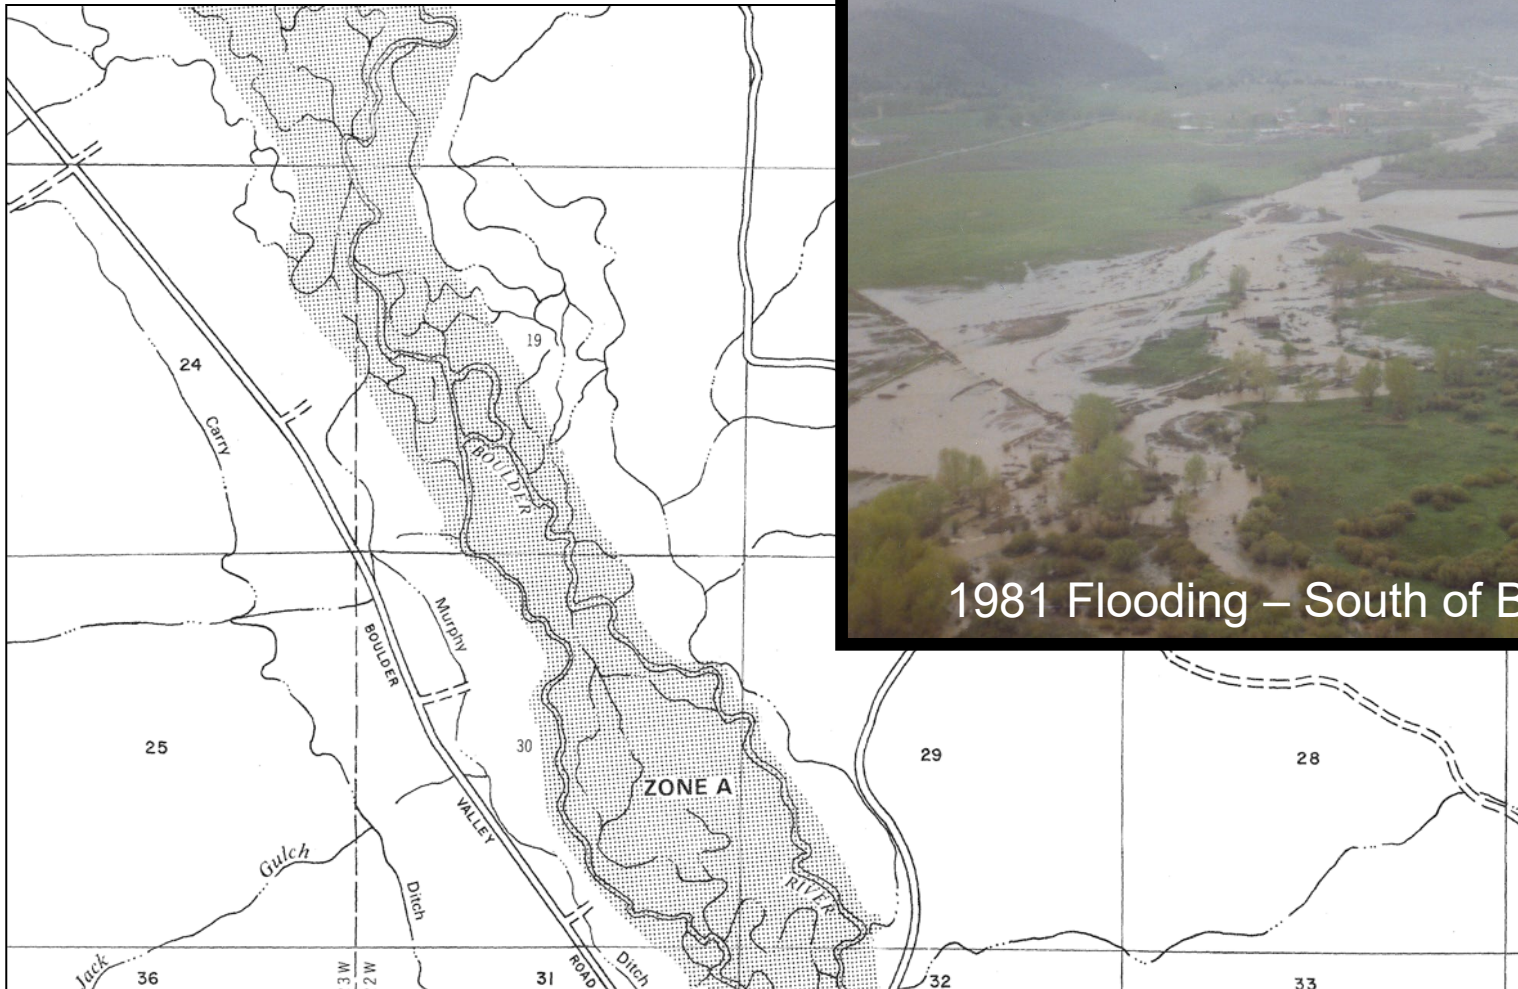 19
24
Carry
BOULDER
1981 Flooding – South of B
Murphy
BOULDER
25
30
29
28
ZONE A
VALLEY
Gulch
RIVER
Ditch
Jack
36
3 W
2 W
31
ROAD
Ditch
32
33